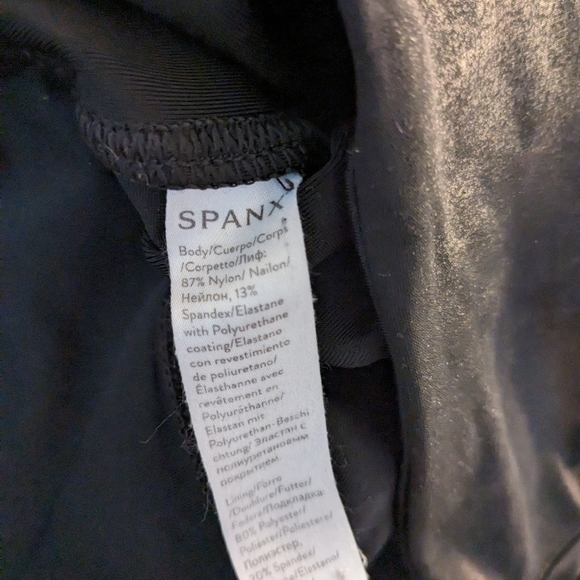 SPANX
Body/Cuerpo/Corps
/Corpetto/Лиф:
87% Nylon/ Nailon/
Нейлон, 13%
Spandex/Elastane
with Polyurethane
coating/Elastano
con revestimiento
de poliuretano/
Élasthanne avec
revêtement en
Polyuréthanne/
Elastan mit
Polyurethan-Beschi
chtung/ Эластан с
полиуретановым
покрытием
Lining/Forro
/Doublure/Futter/
Fodera/Подкладка:
80% Polyester/
Poliéster/Poliestere/
Полиэстер,
20% Spandex/